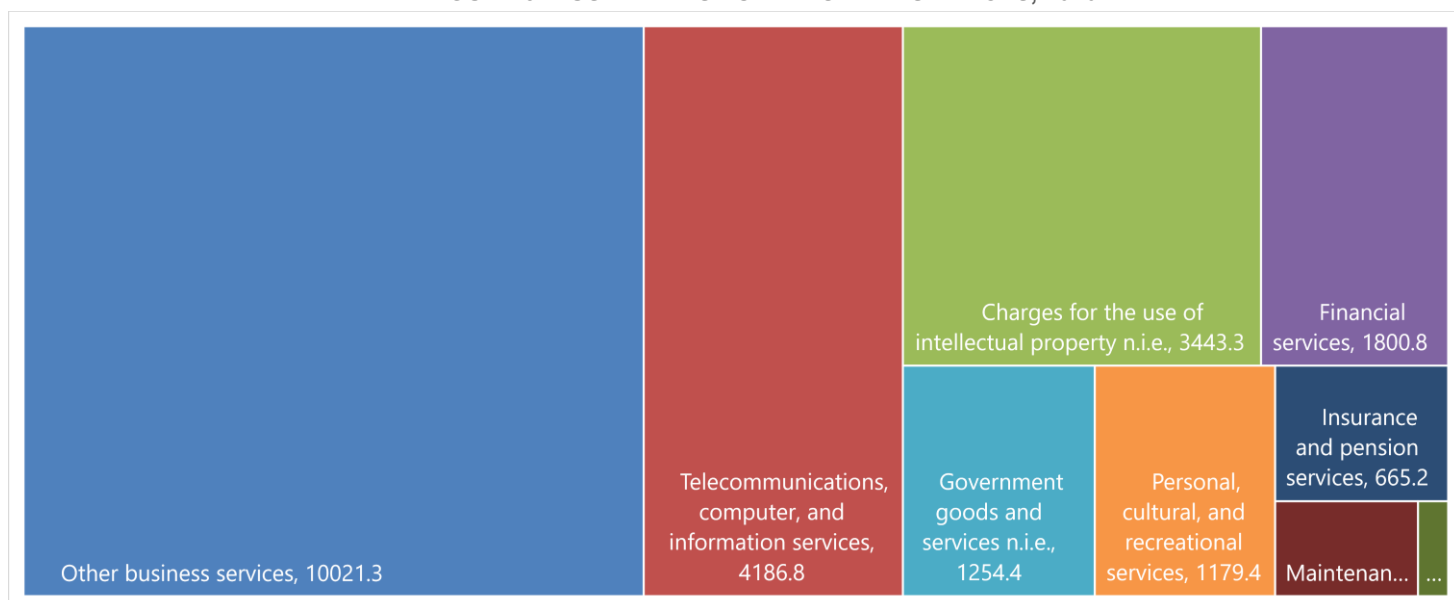 Charges for the use of
intellectual property n.i.e., 3443.3
Financial
services, 1800.8
Insurance
and pension
services, 665.2
Telecommunications,
computer, and
information services,
4186.8
Government
goods and
services n.i.e.,
1254.4
Personal,
cultural, and
recreational
services, 1179.4
Other business services, 10021.3
Maintenan...
...